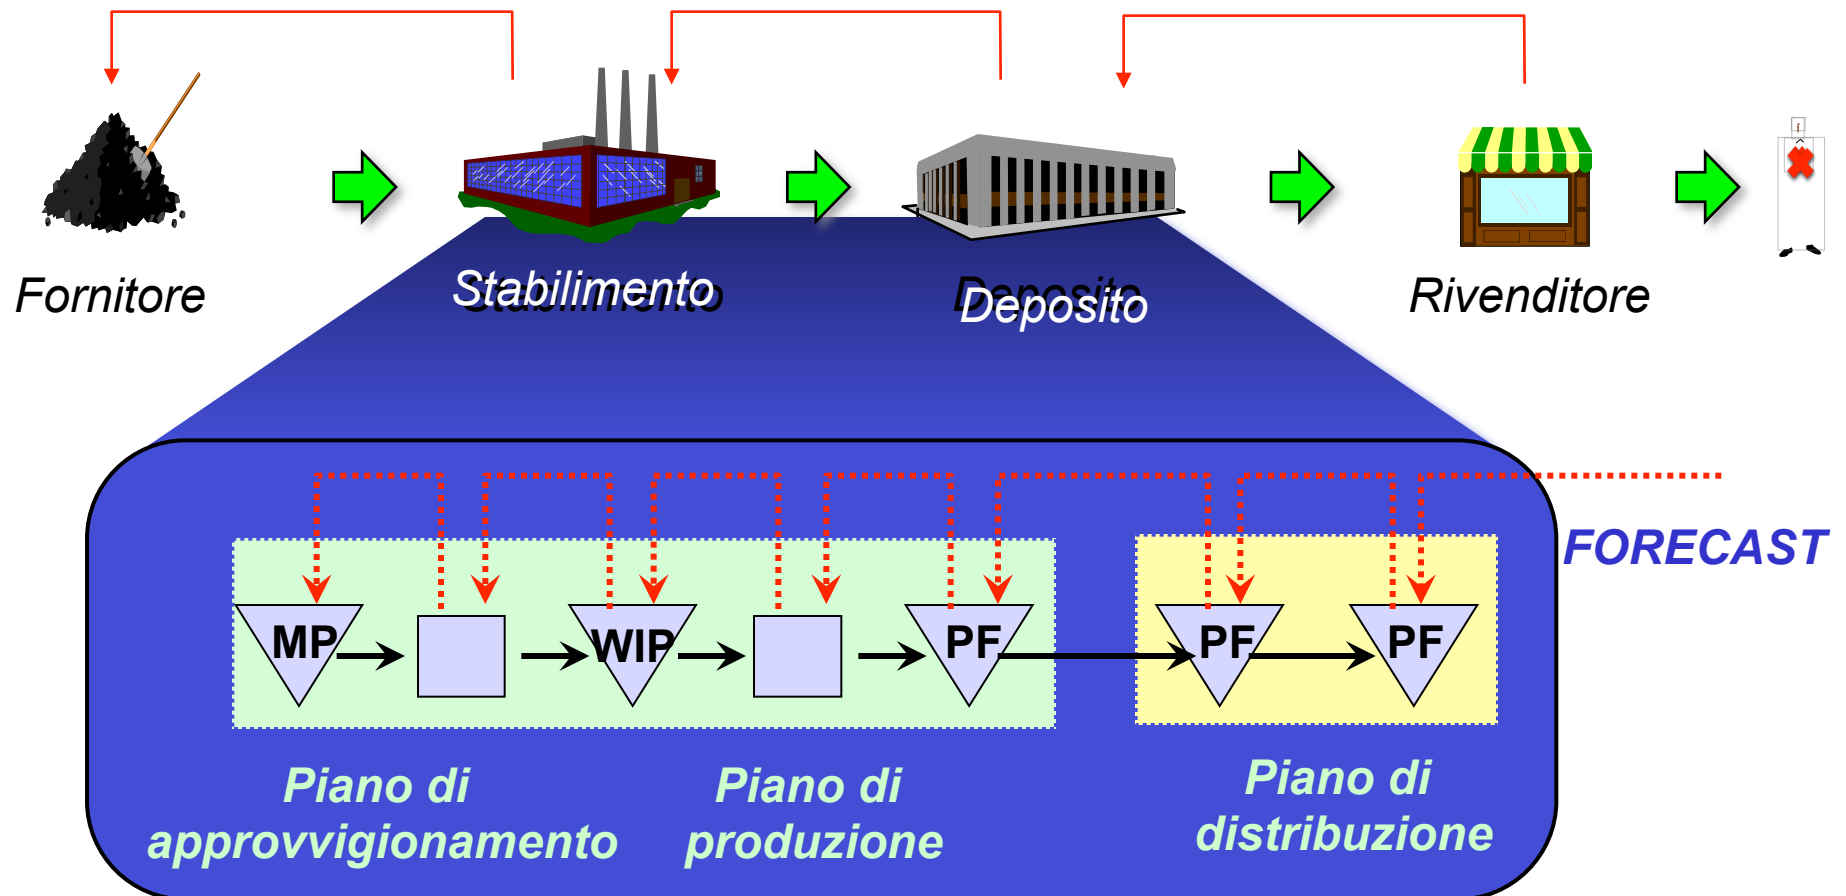 Fornitore
Stabilimento
Deposito
Rivenditore
FORECAST
MP
WIP
PF
PF
PF
Piano di
approvvigionamento
Piano di
produzione
Piano di
distribuzione